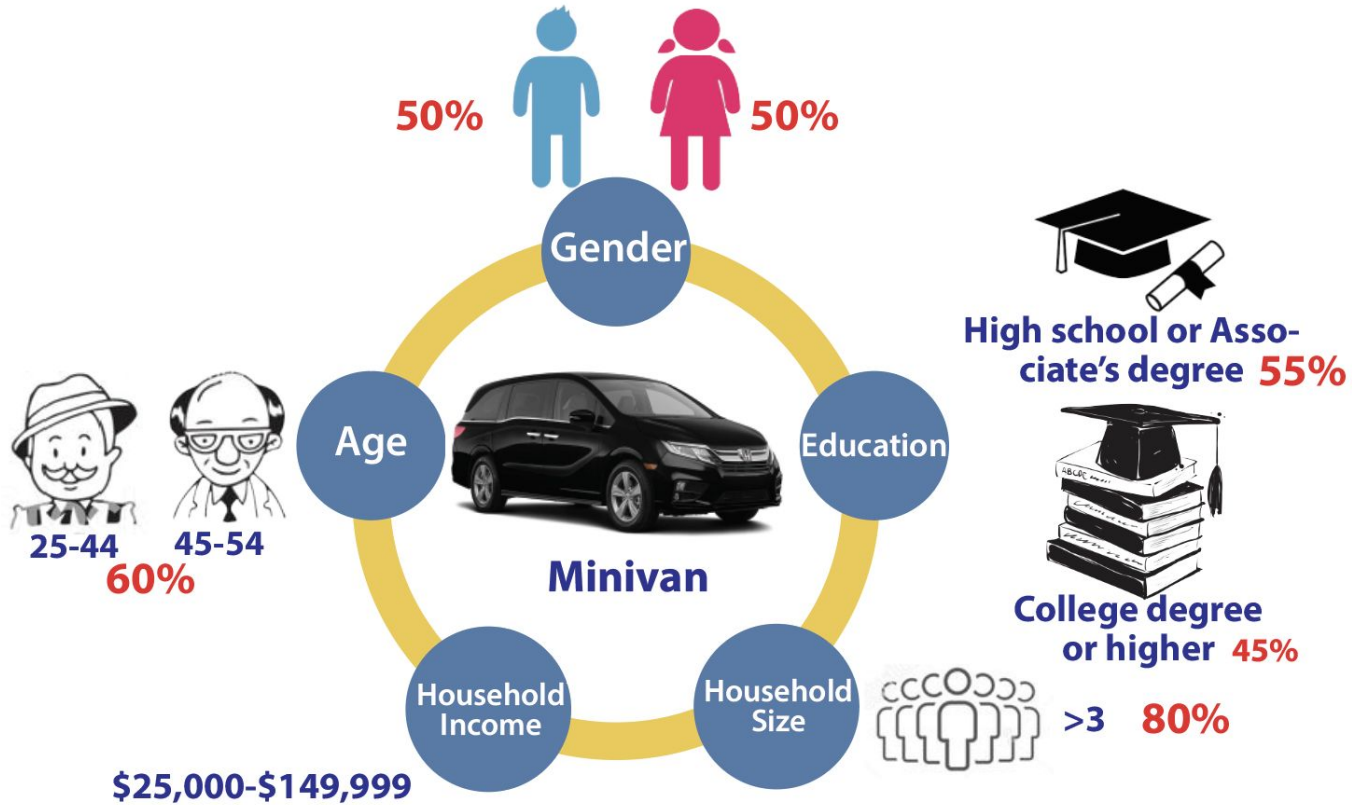 50%
50%
Gender
High school or Asso-
ciate's degree 55%
Age
Education
25-44
45-54
60%
Minivan
College degree
or higher 45%
Household
Income
Household
Size
>3 80%
$25,000-$149,999